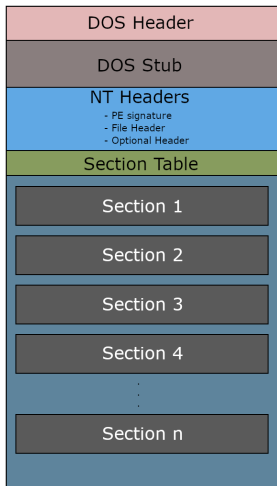 DOS Header
DOS Stub
NT Headers
- PE signature
- File Header
- Optional Header
Section Table
Section 1
Section 2
Section 3
Section 4
.
.
.
Section n